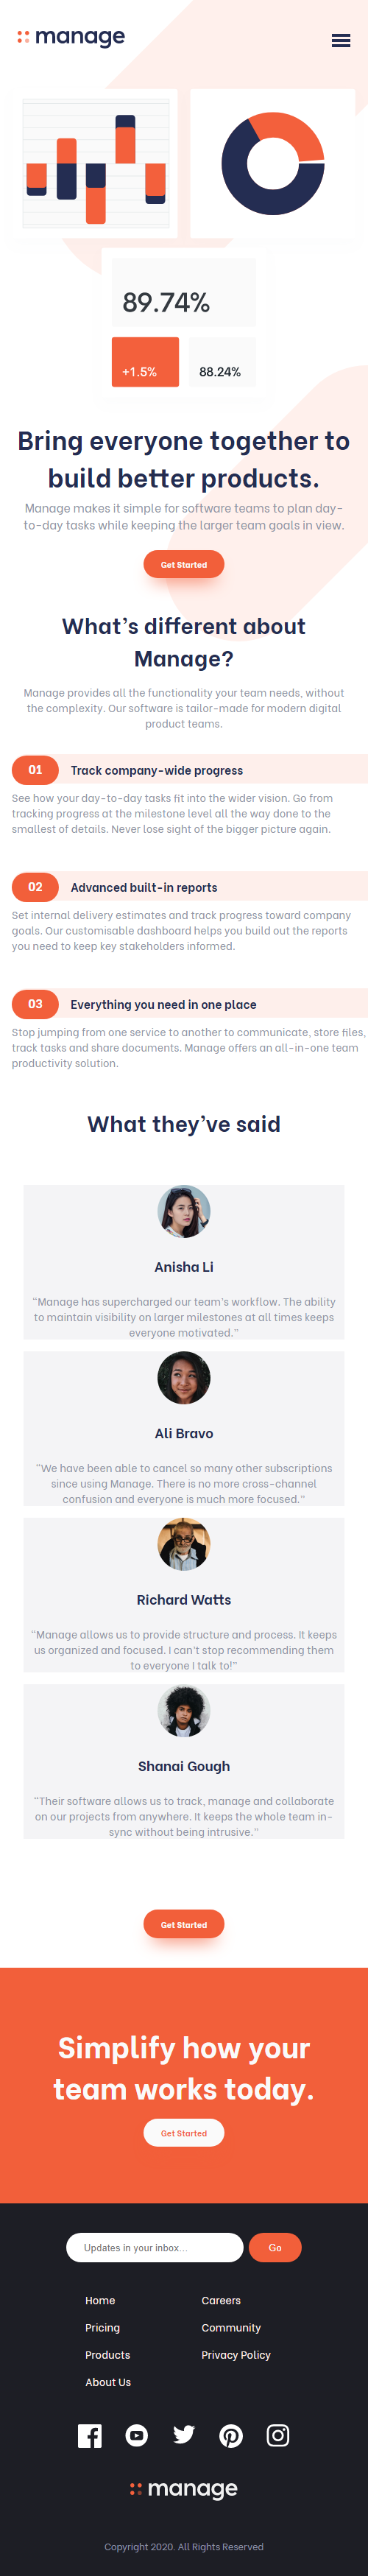 manage
89.74%
+1.5%
88.24%
Bring everyone together to
build better products.
Manage makes it simple for software teams to plan day-
to-day tasks while keeping the larger team goals in view.
Get Started
What’s different about
Manage?
Manage provides all the functionality your team needs, without
the complexity. Our software is tailor-made for modern digital
product teams.
01 Track company-wide progress
See how your day-to-day tasks fit into the wider vision. Go from
tracking progress at the milestone level all the way done to the
smallest of details. Never lose sight of the bigger picture again.
02 Advanced built-in reports
Set internal delivery estimates and track progress toward company
goals. Our customisable dashboard helps you build out the reports
you need to keep key stakeholders informed.
03 Everything you need in one place
Stop jumping from one service to another to communicate, store files,
track tasks and share documents. Manage offers an all-in-one team
productivity solution.
What they’ve said
Anisha Li
“Manage has supercharged our team’s workflow. The ability
to maintain visibility on larger milestones at all times keeps
everyone motivated.”
Ali Bravo
“We have been able to cancel so many other subscriptions
since using Manage. There is no more cross-channel
confusion and everyone is much more focused.”
Richard Watts
“Manage allows us to provide structure and process. It keeps
us organized and focused. I can’t stop recommending them
to everyone I talk to!”
Shanai Gough
“Their software allows us to track, manage and collaborate
on our projects from anywhere. It keeps the whole team in-
sync without being intrusive.”
Get Started
Simplify how your
team works today.
Get Started
Updates in your inbox...
Go
Home
Pricing
Products
About Us
Careers
Community
Privacy Policy
manage
Copyright 2020. All Rights Reserved